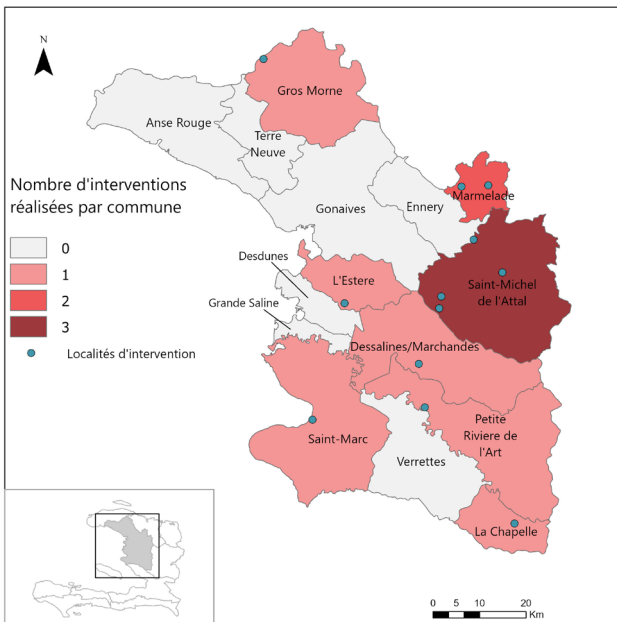 N
Gros Morne
Anse Rouge
Terre
Neuve
Nombre d'interventions
réalisées par commune
0
1
2
3
Localités d'intervention
Gonaives
Ennery
Marmelade
Desdunes
L'Estere
Saint-Michel
de l'Attal
Grande Saline
Dessalines/Marchandes
Saint-Marc
Petite
Riviere de
l'Art
Verrettes
La Chapelle
0 5 10 20
Km